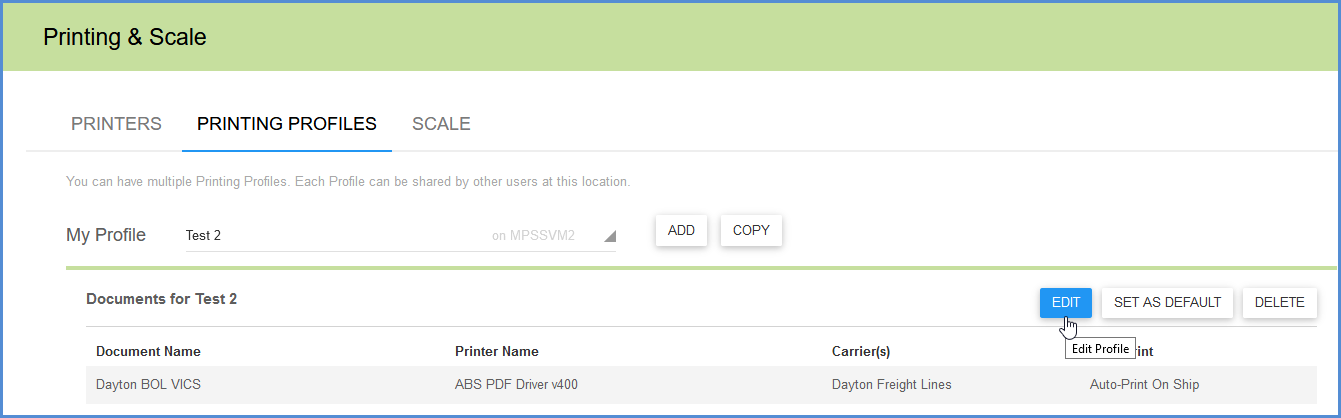 Printing & Scale
PRINTERS PRINTING PROFILES SCALE
You can have multiple Printing Profiles. Each Profile can be shared by other users at this location.
My Profile Test 2 on MPSSVM2 ADD COPY
Documents for Test 2 EDIT SET AS DEFAULT DELETE
Edit Profile
Document Name Printer Name Carrier(s)
Dayton BOL VICS ABS PDF Driver v400 Dayton Freight Lines Auto-Print On Ship